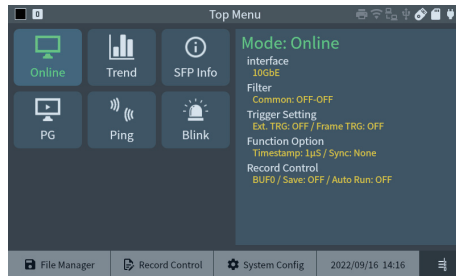 0
Top Menu
Online
Trend
SFP Info
PG
Ping
Blink
Mode: Online
interface
10GbE
Filter
Common: OFF-OFF
Trigger Setting
Ext. TRG: OFF / Frame TRG: OFF
Function Option
Timestamp: 1μS / Sync: None
Record Control
BUF0 / Save: OFF / Auto Run: OFF
File Manager
Record Control
System Config
2022/09/16 14:16